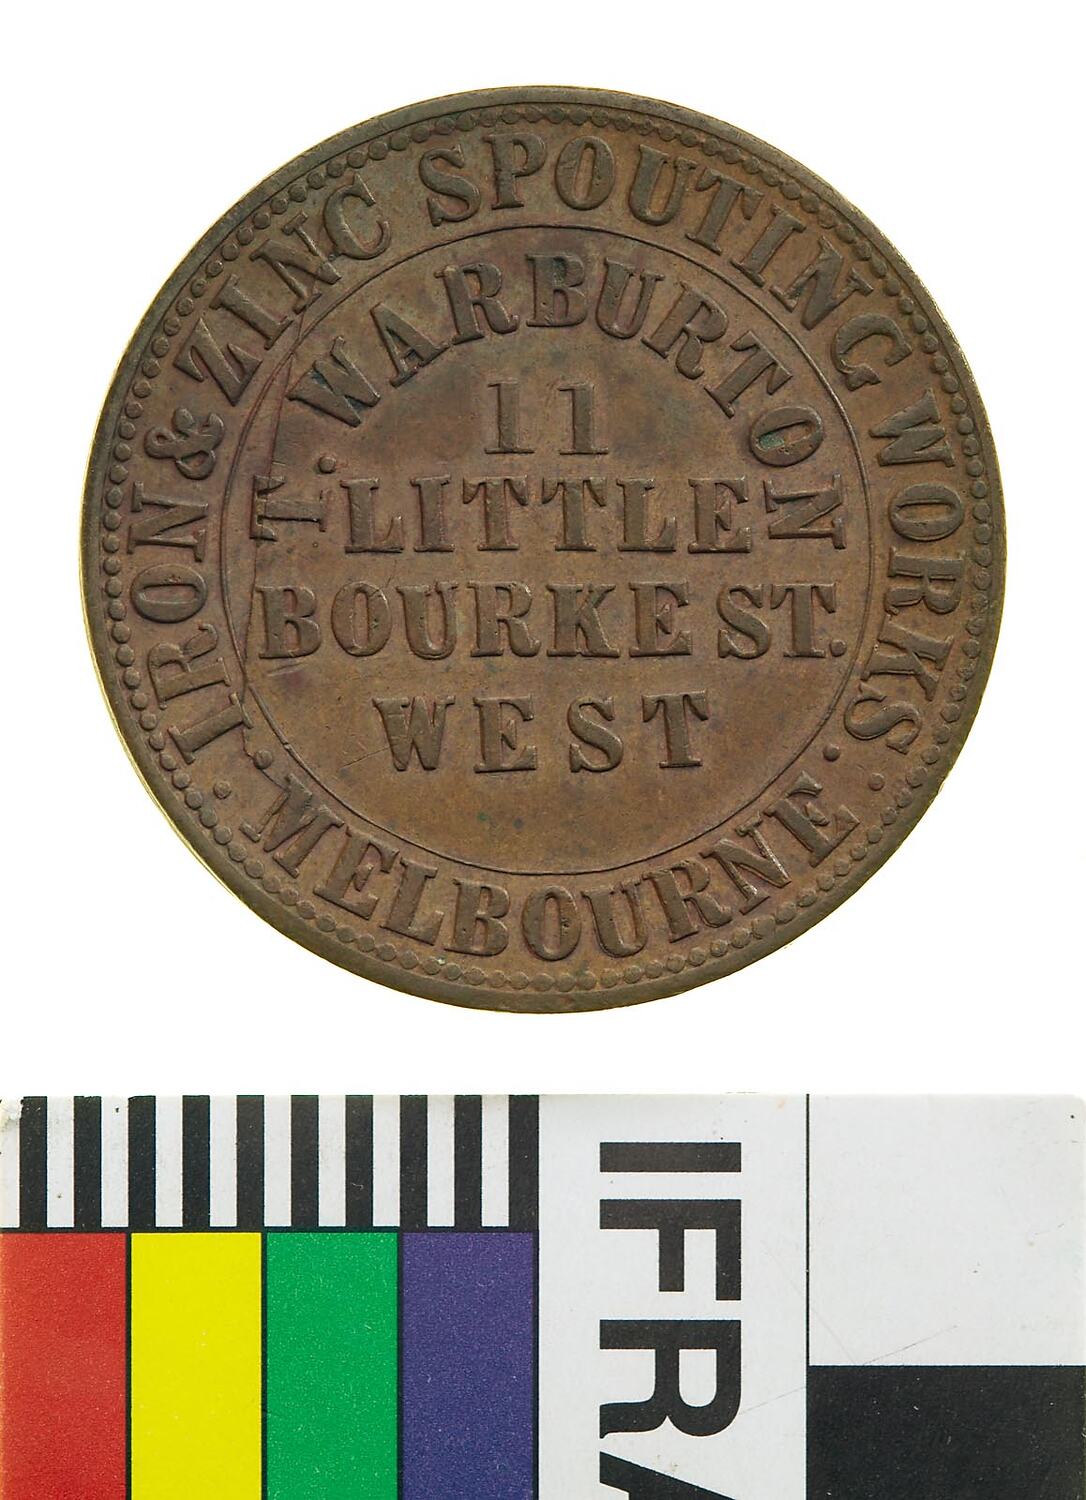 IRON & ZINC SPOUTING WORKS
T. WARBURTON
11
LITTLE
BOURKE ST.
WEST
· MELBOURNE ·
IFRA